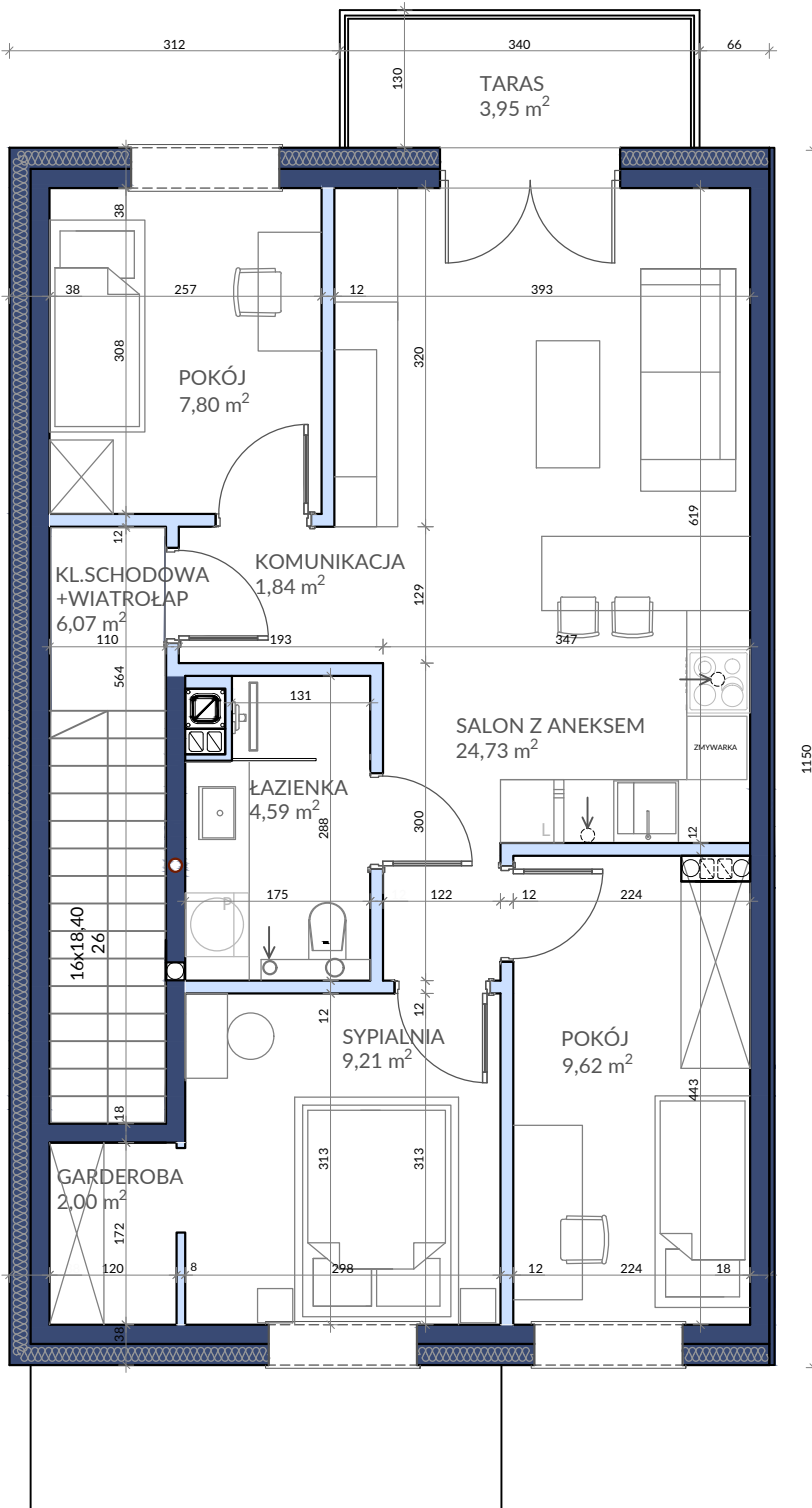 312
340
66
130
TARAS
3,95 m²
38
38
257
12
393
308
320
POKÓJ
7,80 m²
619
12
KOMUNIKACJA
1,84 m²
KL.SCHODOWA
+WIATROŁAP
6,07 m²
129
110
193
347
564
131
SALON Z ANEKSEM
24,73 m²
ZMYWARKA
1150
ŁAZIENKA
4,59 m²
288
300
L
12
175
122
12
224
P
16x18,40
26
12
12
SYPIALNIA
9,21 m²
POKÓJ
9,62 m²
443
18
313
313
GARDEROBA
2,00 m²
172
120
8
298
12
224
18
38